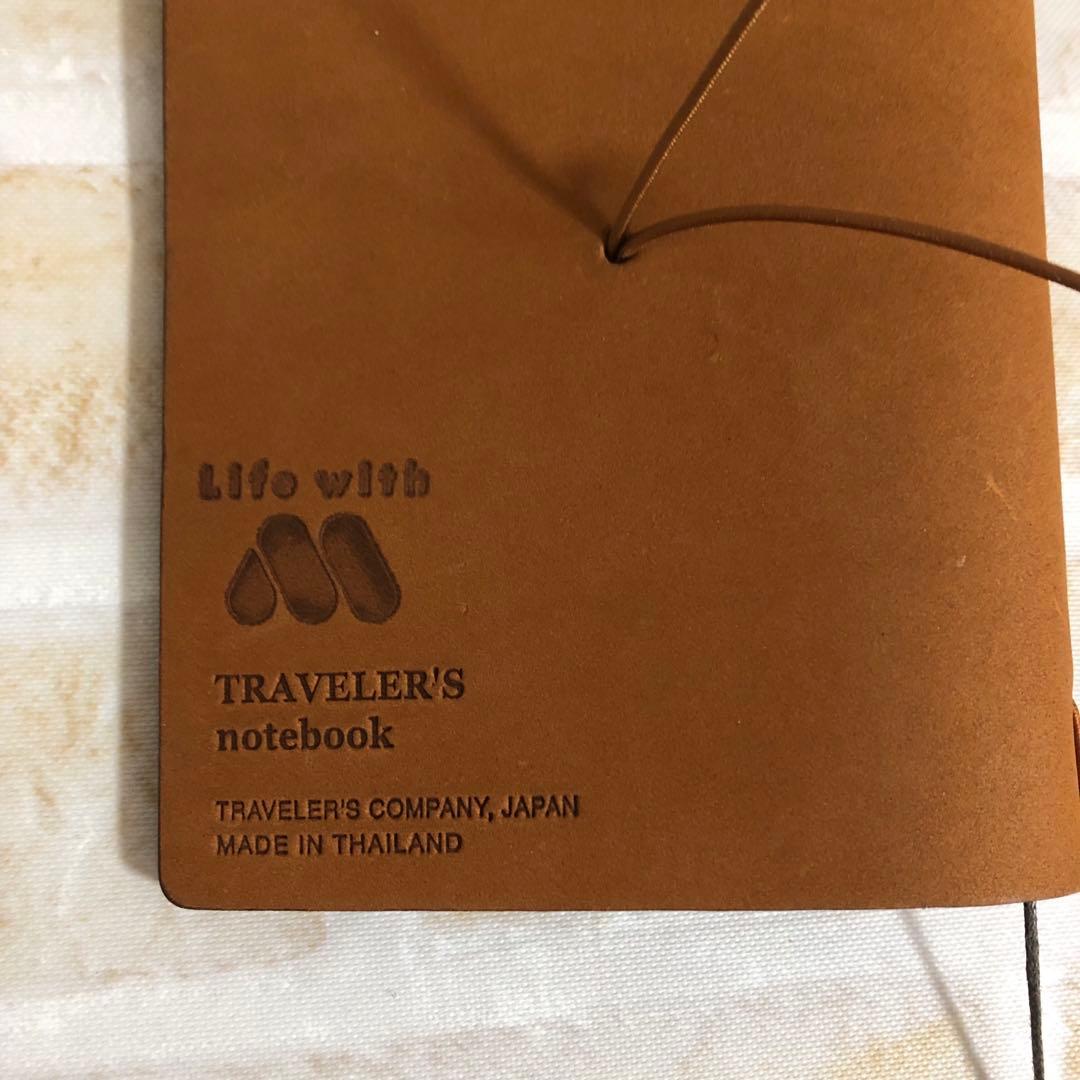 Life with
TRAVELER'S
notebook
TRAVELER'S COMPANY, JAPAN
MADE IN THAILAND